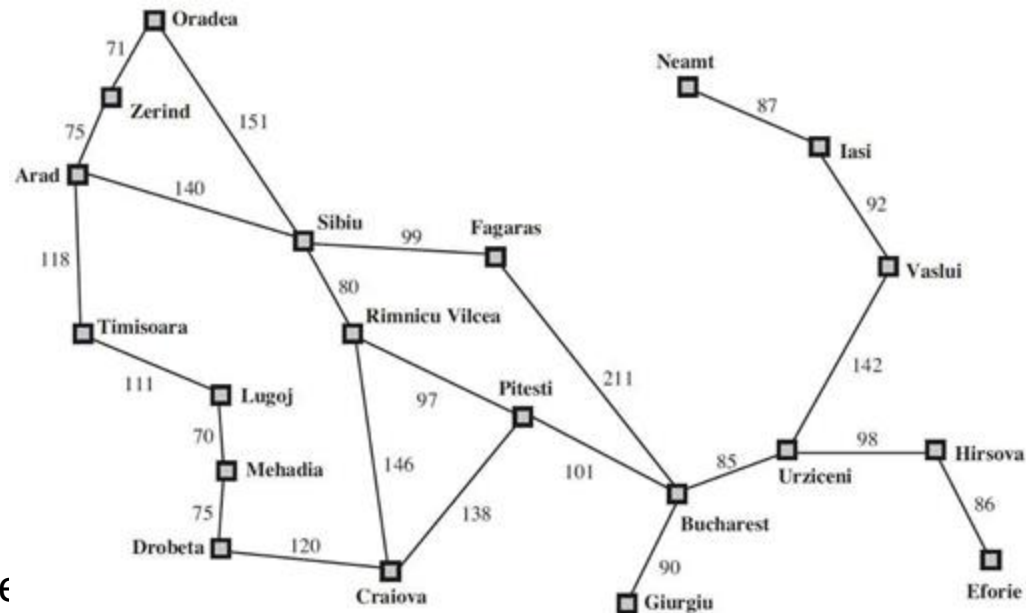 Oradea
71
Neamt
Zerind
87
75
151
Iasi
Arad
140
92
Sibiu
Fagaras
99
118
Vaslui
80
Rimnicu Vilcea
Timisoara
142
111
211
Lugoj
97
Pitesti
70
98
Hirsova
146
85
Mehadia
101
Urziceni
86
75
138
Bucharest
Drobeta
120
90
Craiova
Giurgiu
Eforie